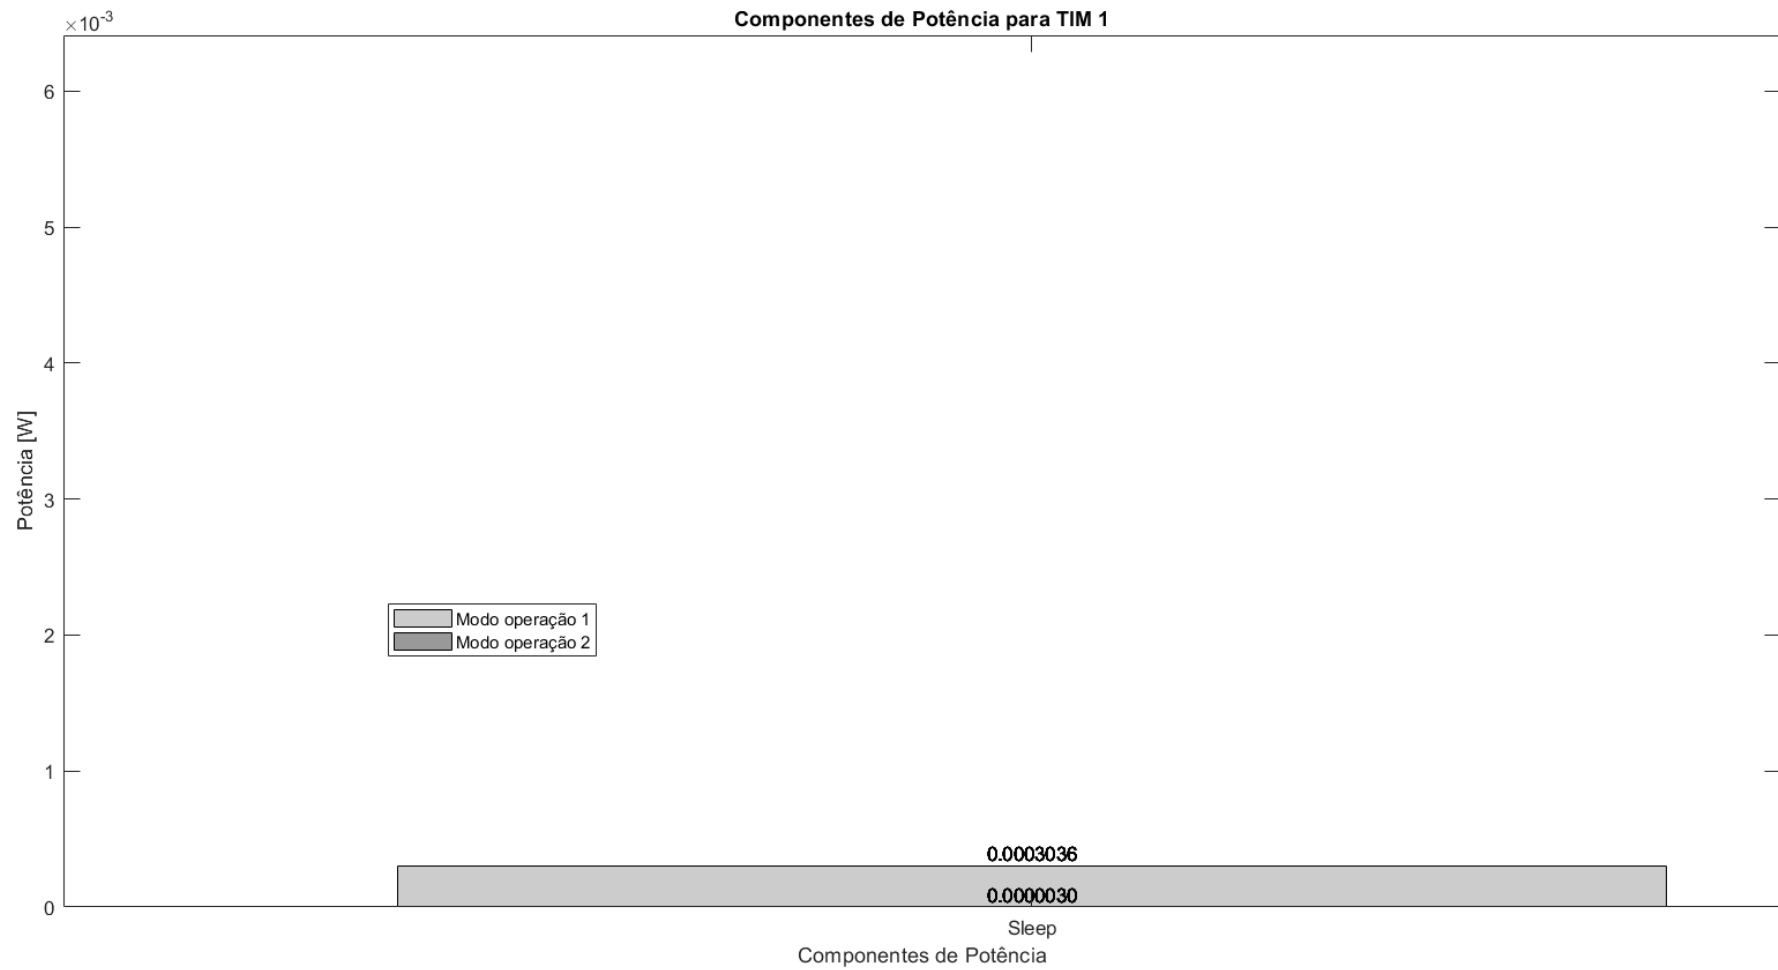 Componentes de Potência para TIM 1
×10-3
6
5
4
3
2
1
0
Potência [W]
Modo operação 1
Modo operação 2
0.0003036
0.0000030
Sleep
Componentes de Potência